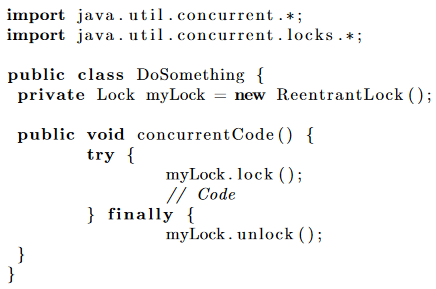 import java.util.concurrent.*;
import java.util.concurrent.locks.*;

public class DoSomething {
 private Lock myLock = new ReentrantLock();

 public void concurrentCode() {
        try {
                myLock.lock();
                // Code
        } finally {
                myLock.unlock();
 }
}